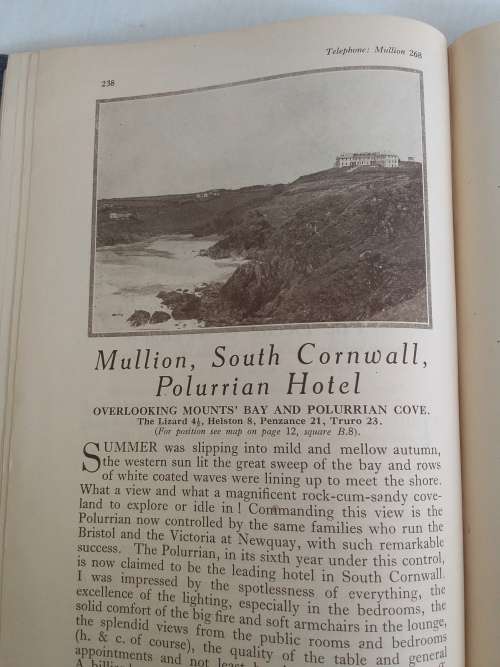 Telephone: Mullion 268
238
Mullion, South Cornwall,
Polurrian Hotel
OVERLOOKING MOUNTS' BAY AND POLURRIAN COVE.
The Lizard 4½, Helston 8, Penzance 21, Truro 23.
(For position see map on page 12, square B.8).
SUMMER was slipping into mild and mellow autumn,
the western sun lit the great sweep of the bay and rows
of white coated waves were lining up to meet the shore.
What a view and what a magnificent rock-cum-sandy cove-
land to explore or idle in! Commanding this view is the
Polurrian now controlled by the same families who run the
Bristol and the Victoria at Newquay, with such remarkable
success. The Polurrian, in its sixth year under this control,
is now claimed to be the leading hotel in South Cornwall.
I was impressed by the spotlessness of everything, the
excellence of the lighting, especially in the bedrooms, the
solid comfort of the big fire and soft armchairs in the lounge,
the splendid views from the public rooms and bedrooms
(h. & c. of course), the quality of the table and general
appointments and not least